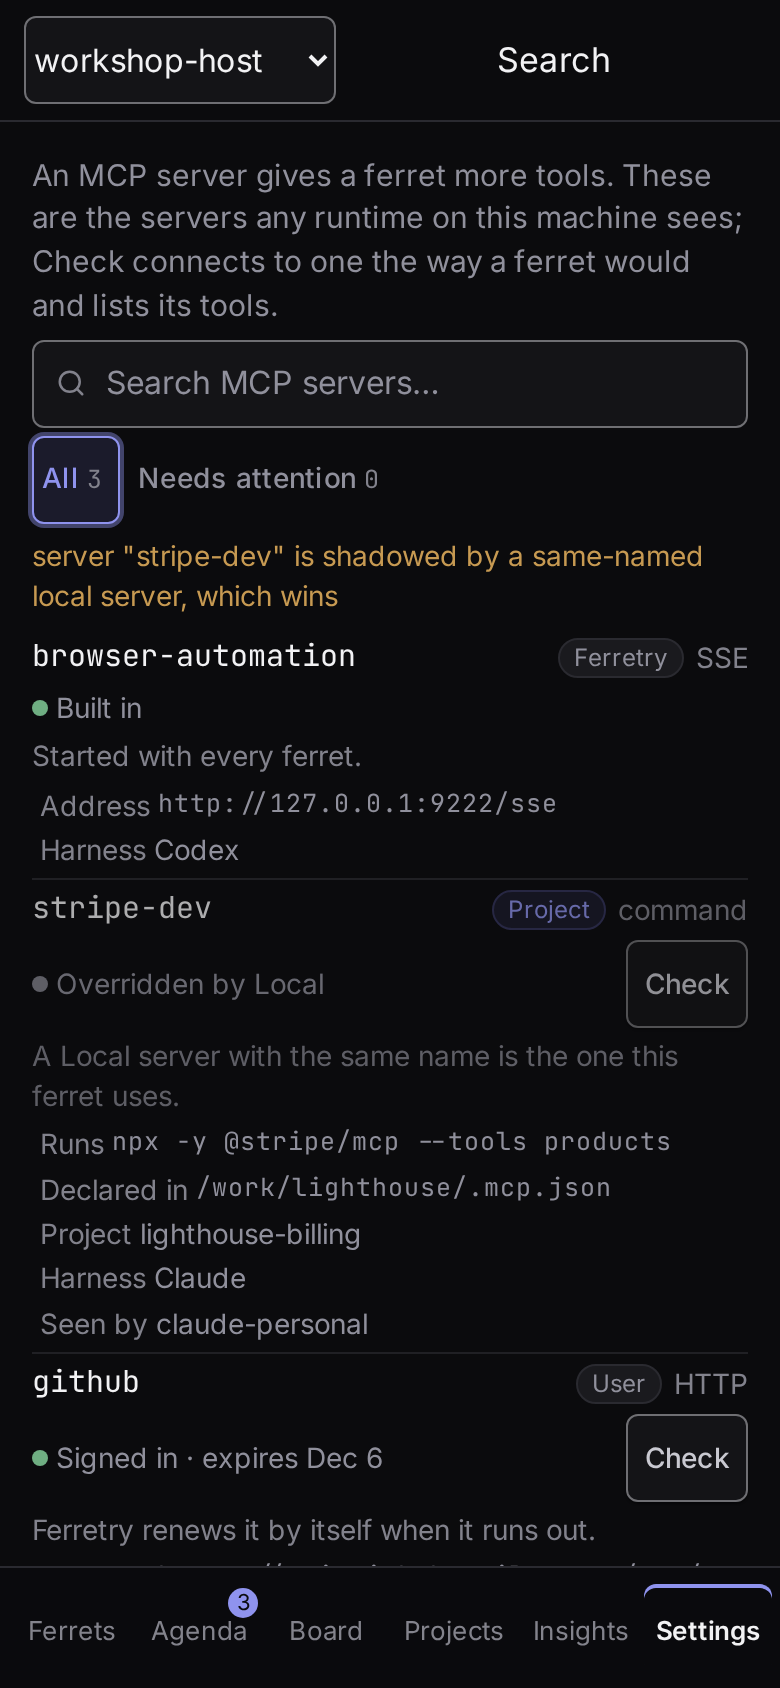 workshop-host
Search
An MCP server gives a ferret more tools. These
are the servers any runtime on this machine sees;
Check connects to one the way a ferret would
and lists its tools.
Search MCP servers...
All 3
Needs attention 0
server "stripe-dev" is shadowed by a same-named
local server, which wins
browser-automation
Ferretry SSE
Built in
Started with every ferret.
Address http://127.0.0.1:9222/sse
Harness Codex
stripe-dev
Project command
Overridden by Local
Check
A Local server with the same name is the one this
ferret uses.
Runs npx -y @stripe/mcp --tools products
Declared in /work/lighthouse/.mcp.json
Project lighthouse-billing
Harness Claude
Seen by claude-personal
github
User HTTP
Signed in · expires Dec 6
Check
Ferretry renews it by itself when it runs out.
3
Ferrets
Agenda
Board
Projects
Insights
Settings